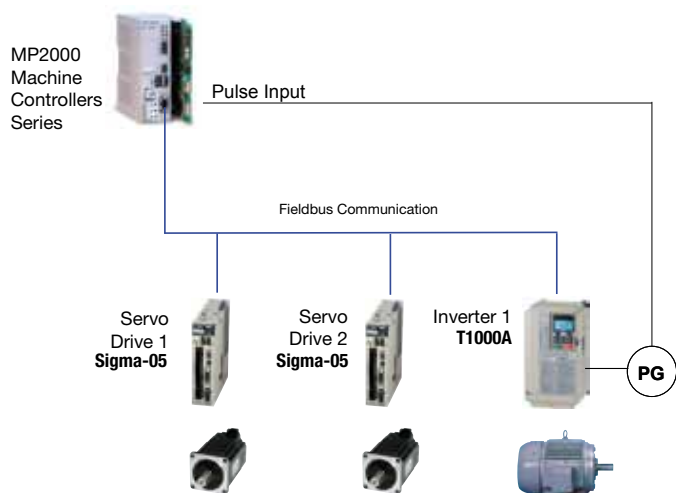 MP2000
Machine
Controllers
Series
Pulse Input
Fieldbus Communication
Servo
Drive 1
Sigma-05
Servo
Drive 2
Sigma-05
Inverter 1
T1000A
PG